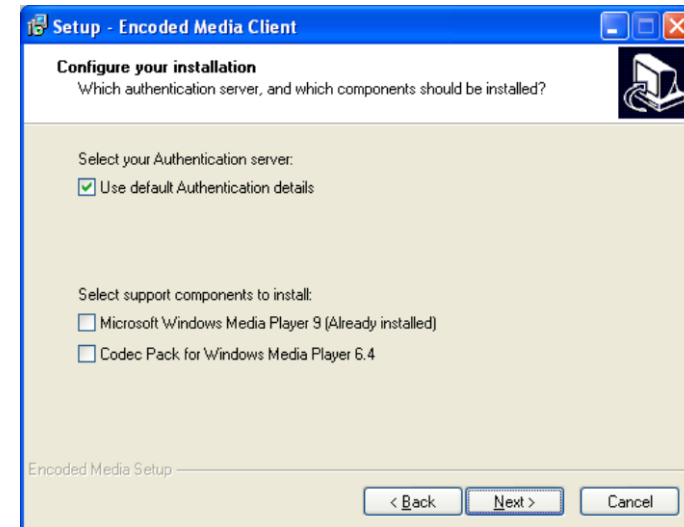 Setup - Encoded Media Client
Configure your installation
Which authentication server, and which components should be installed?
Select your Authentication server:
Use default Authentication details
Select support components to install:
Microsoft Windows Media Player 9 (Already installed)
Codec Pack for Windows Media Player 6.4
Encoded Media Setup
< Back Next > Cancel